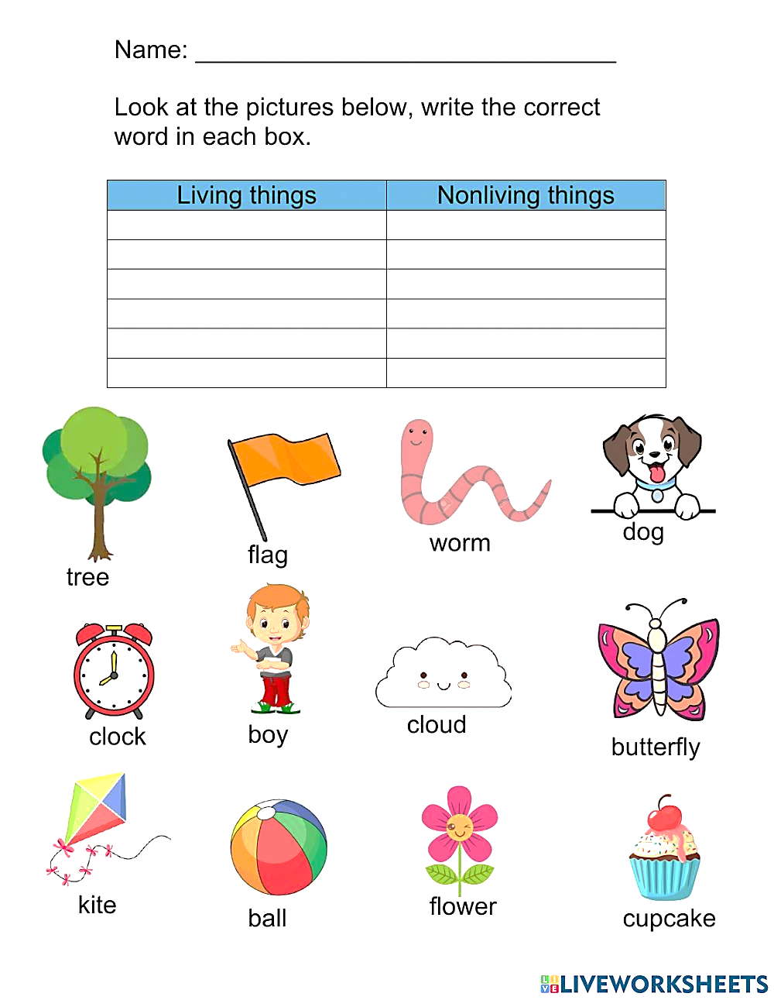 Name: ______________________________
Look at the pictures below, write the correct
word in each box.
Living things Nonliving things
tree flag worm dog
clock boy cloud butterfly
kite ball flower cupcake
LIVE LIVEWORKSHEETS